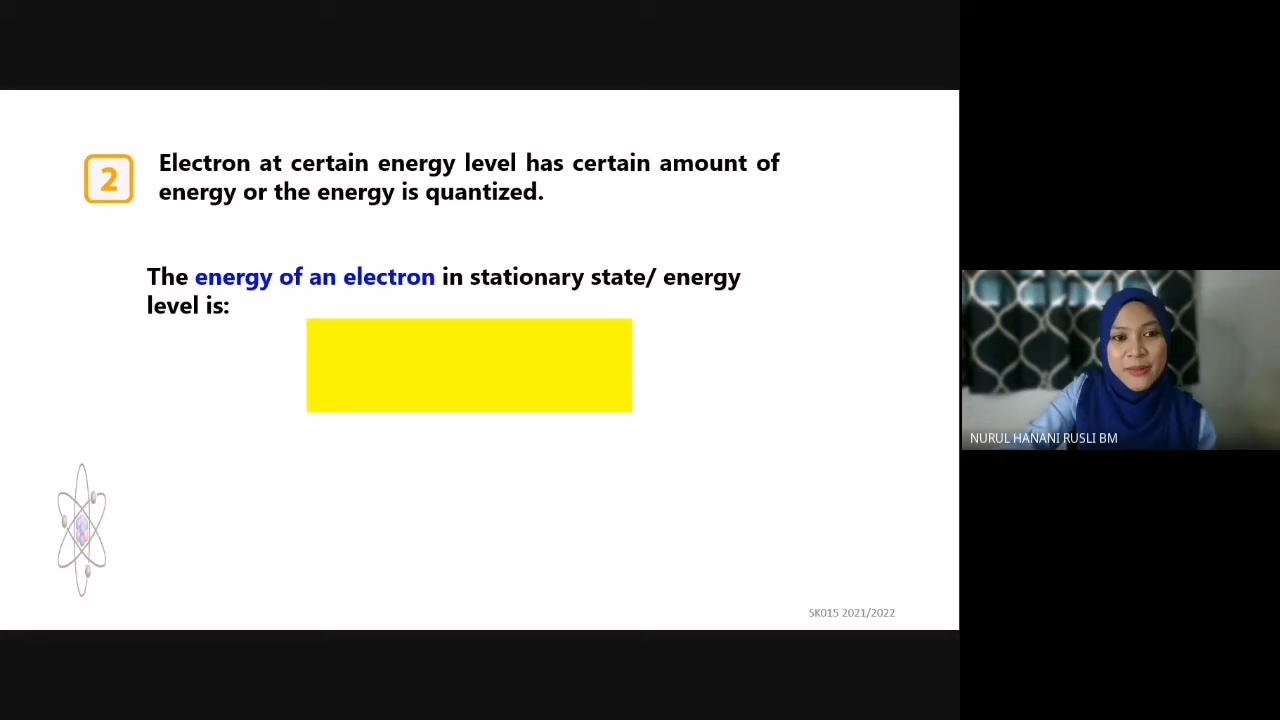 2
Electron at certain energy level has certain amount of
energy or the energy is quantized.
The energy of an electron in stationary state/ energy
level is:
NURUL HANANI RUSLI BM
SK015 2021/2022